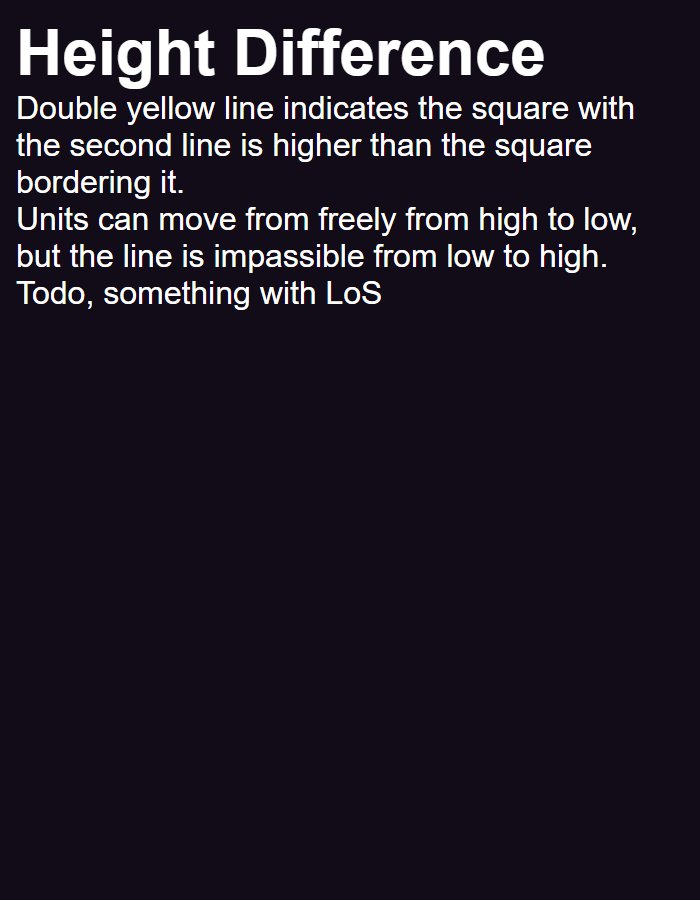 Height Difference
Double yellow line indicates the square with
the second line is higher than the square
bordering it.
Units can move from freely from high to low,
but the line is impassible from low to high.
Todo, something with LoS